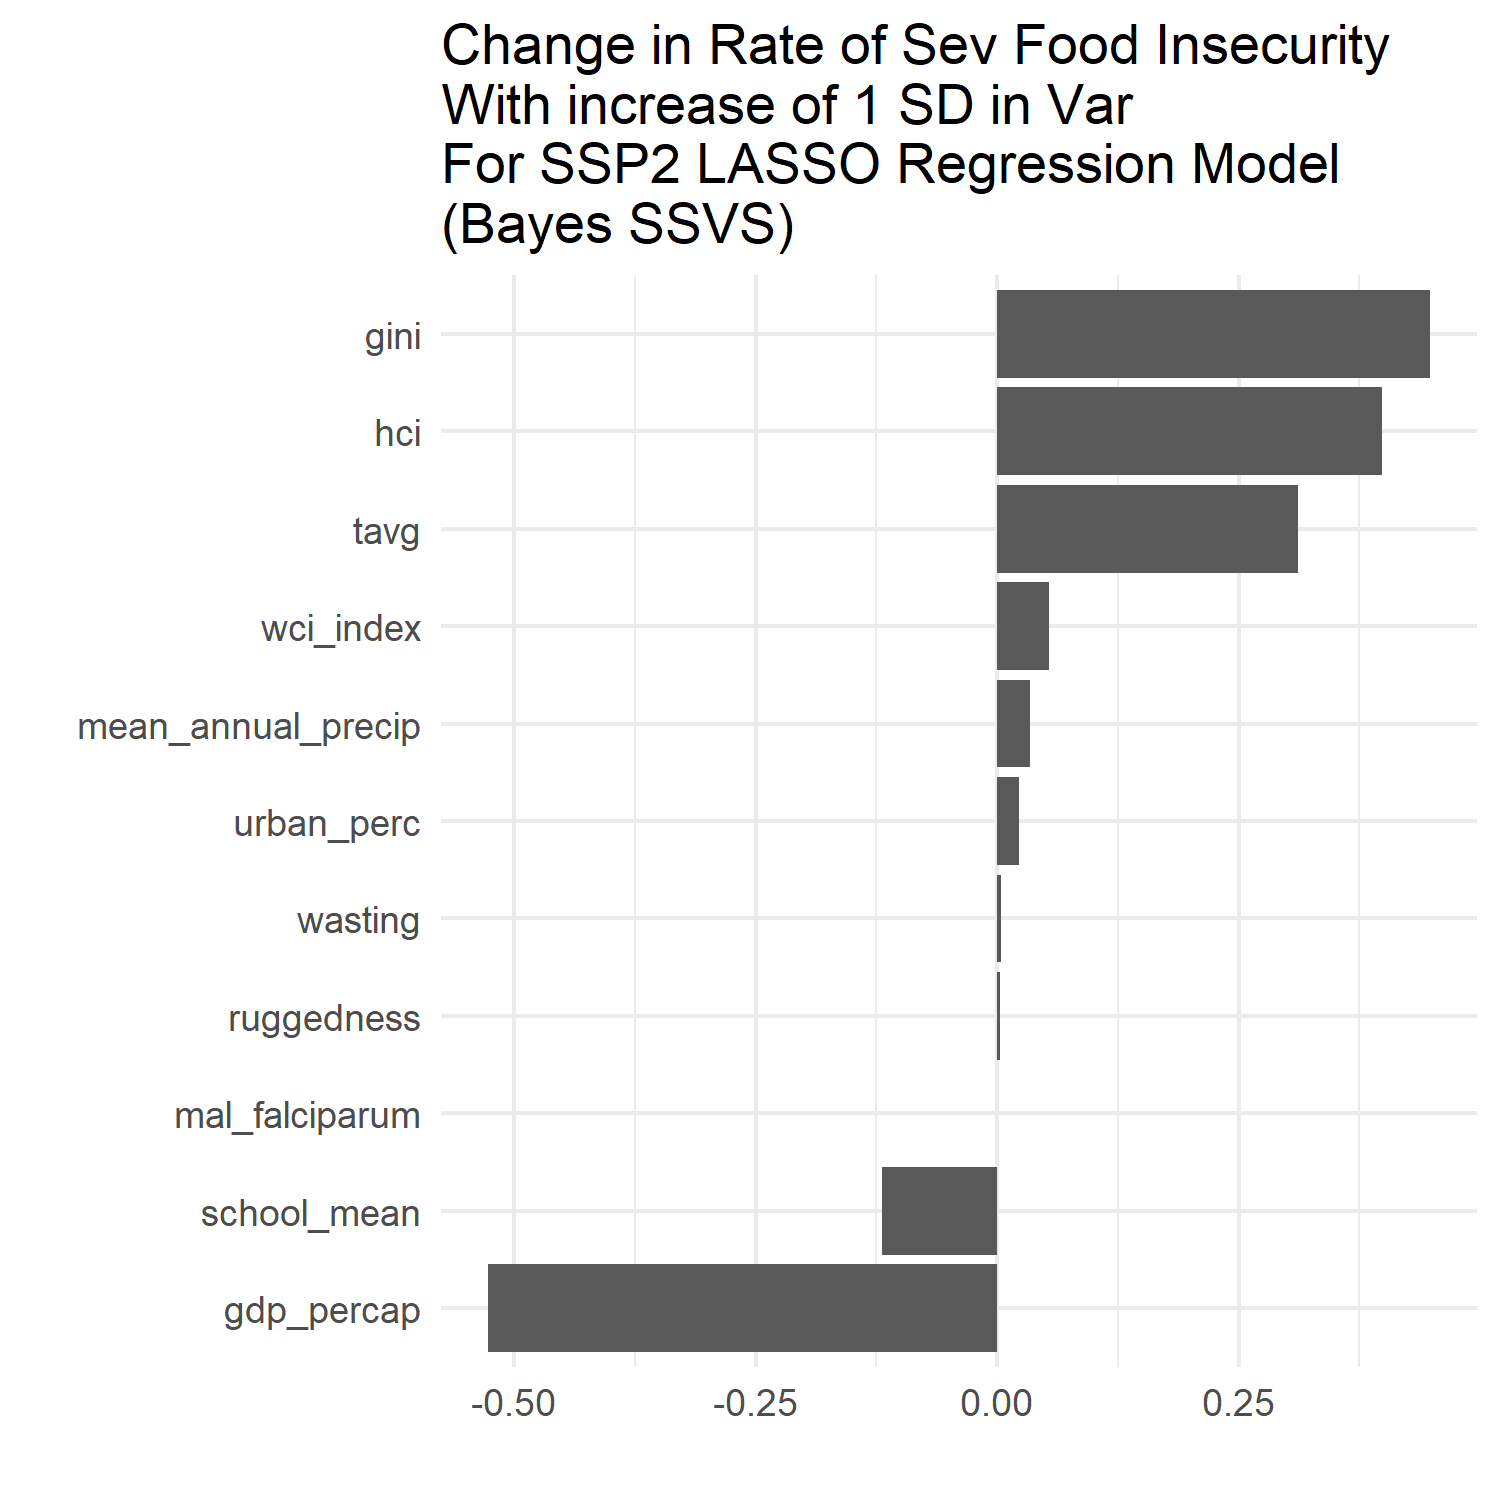 Change in Rate of Sev Food Insecurity
With increase of 1 SD in Var
For SSP2 LASSO Regression Model
(Bayes SSVS)
gini
hci
tavg
wci_index
mean_annual_precip
urban_perc
wasting
ruggedness
mal_falciparum
school_mean
gdp_percap
-0.50 -0.25 0.00 0.25